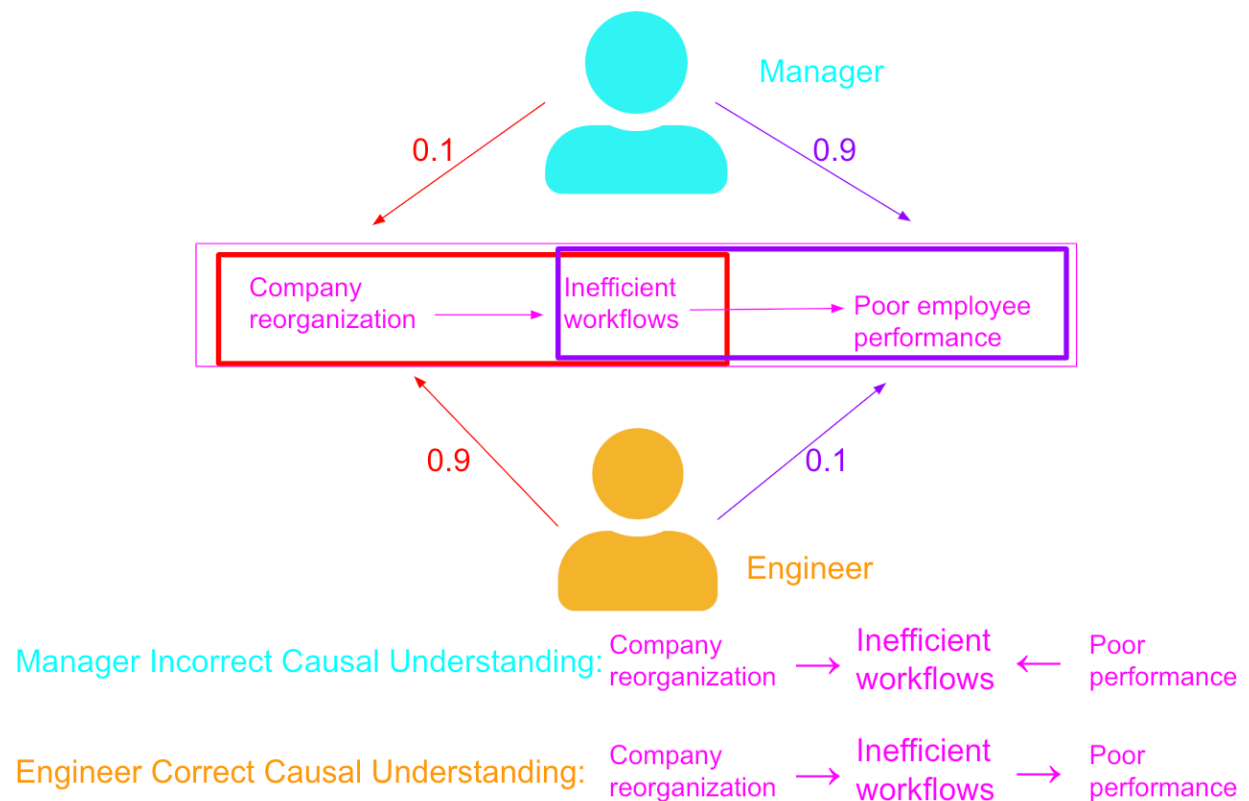 Manager
0.1
0.9
Company
reorganization
Inefficient
workflows
Poor employee
performance
0.9
0.1
Engineer
Manager Incorrect Causal Understanding:
Company
reorganization
Inefficient
workflows
Poor
performance
Engineer Correct Causal Understanding:
Company
reorganization
Inefficient
workflows
Poor
performance